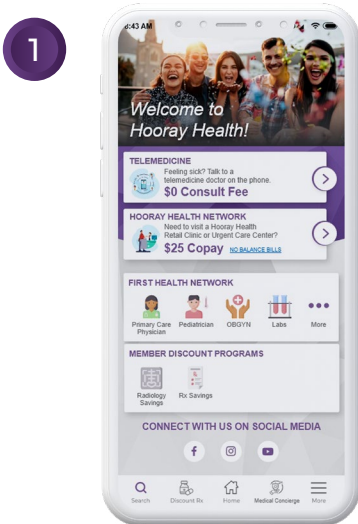 1
8:43 AM
Welcome to
Hooray Health!
TELEMEDICINE
Feeling sick? Talk to a
telemedicine doctor on the phone.
$0 Consult Fee
HOORAY HEALTH NETWORK
Need to visit a Hooray Health
Retail Clinic or Urgent Care Center?
$25 Copay NO BALANCE BILLS
FIRST HEALTH NETWORK
Primary Care
Physician
Pediatrician
OBGYN
Labs
More
MEMBER DISCOUNT PROGRAMS
Radiology
Savings
Rx Savings
CONNECT WITH US ON SOCIAL MEDIA
Search
Discount Rx
Home
Medical Concierge
More